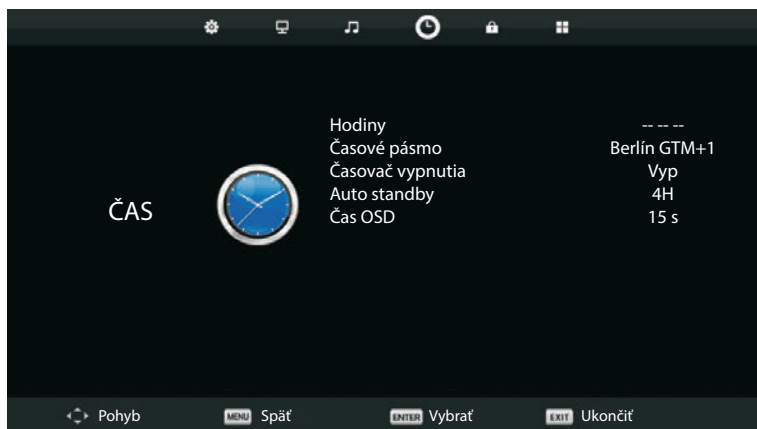 Hodiny -- -- --
Časové pásmo Berlín GTM+1
Časovač vypnutia Vyp
Auto standby 4H
Čas OSD 15 s
ČAS
Pohyb MENU Späť ENTER Vybrať EXIT Ukončiť